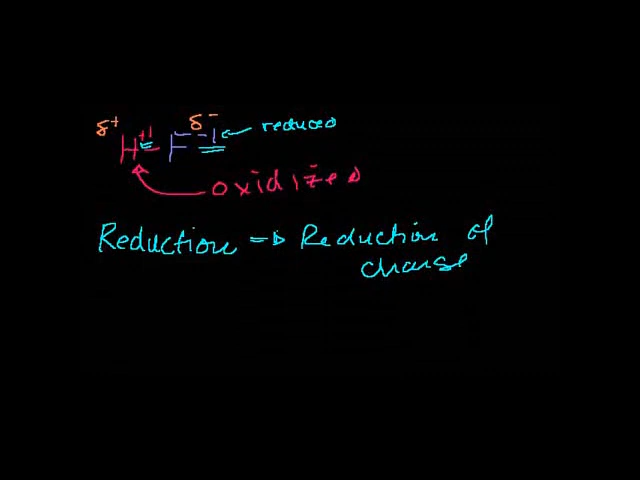 δ+ δ−
H +1 — F −1 ← reduced
oxidized
Reduction => Reduction of
charge